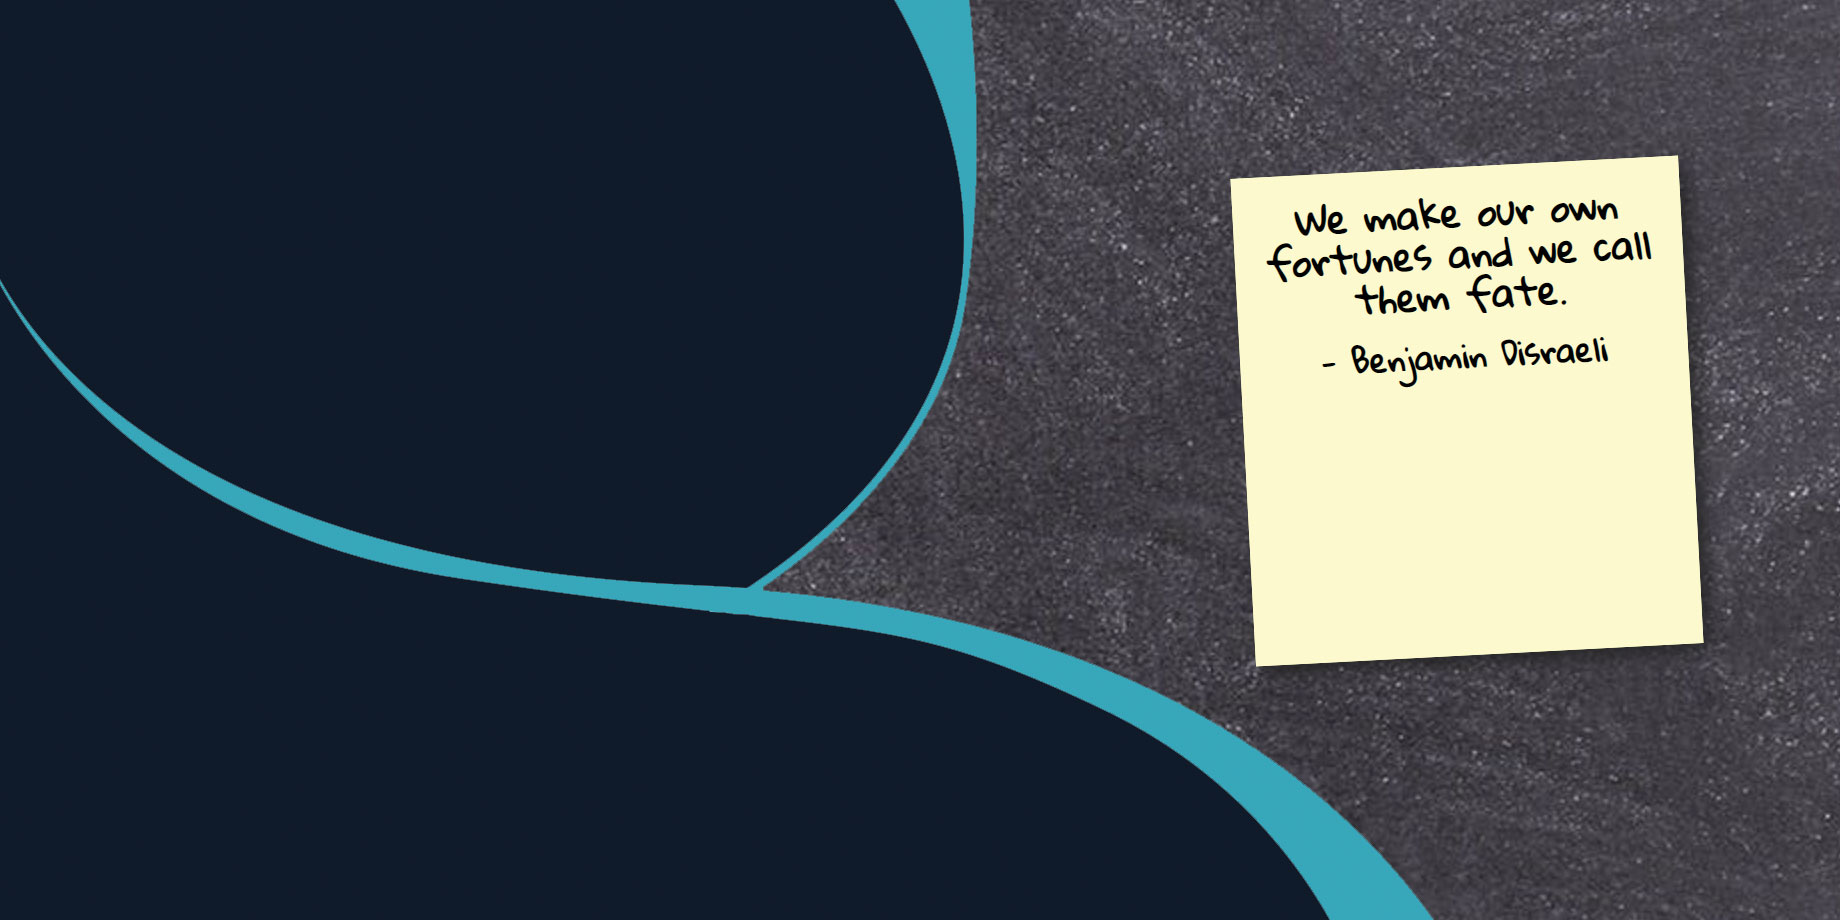 We make our own
fortunes and we call
them fate.
- Benjamin Disraeli